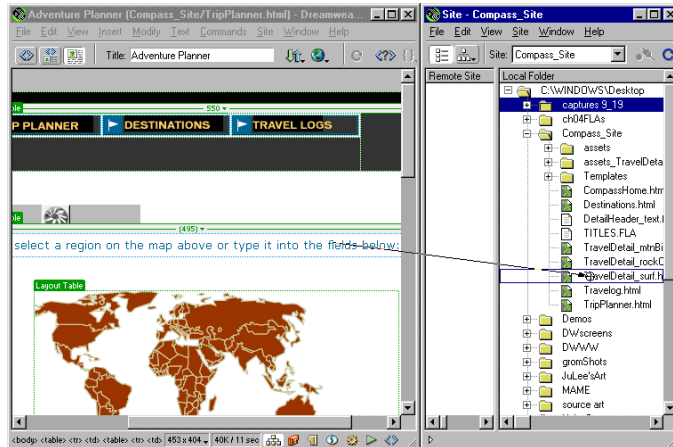 Adventure Planner (Compass_Site/TripPlanner.html) - Dreamwea...
File Edit View Insert Modify Text Commands Site Window Help
Title: Adventure Planner
550
P PLANNER DESTINATIONS TRAVEL LOGS
(495)
select a region on the map above or type it into the fields below:
Layout Table
<body> <table> <tr> <td> <table> <tr> <td> 453 x 404 40K / 11 sec
Site - Compass_Site
File Edit View Site Window Help
Site: Compass_Site
Remote Site Local Folder
C:\WINDOWS\Desktop
captures 9_19
ch04FLAs
Compass_Site
assets
assets_TravelDeta
Templates
CompassHome.htm
Destinations.html
DetailHeader_text.l
TITLES.FLA
TravelDetail_mtnBi
TravelDetail_rockC
TravelDetail_surf.h
Travelog.html
TripPlanner.html
Demos
DWscreens
DWWW
gromShots
JuLee'sArt
MAME
source art